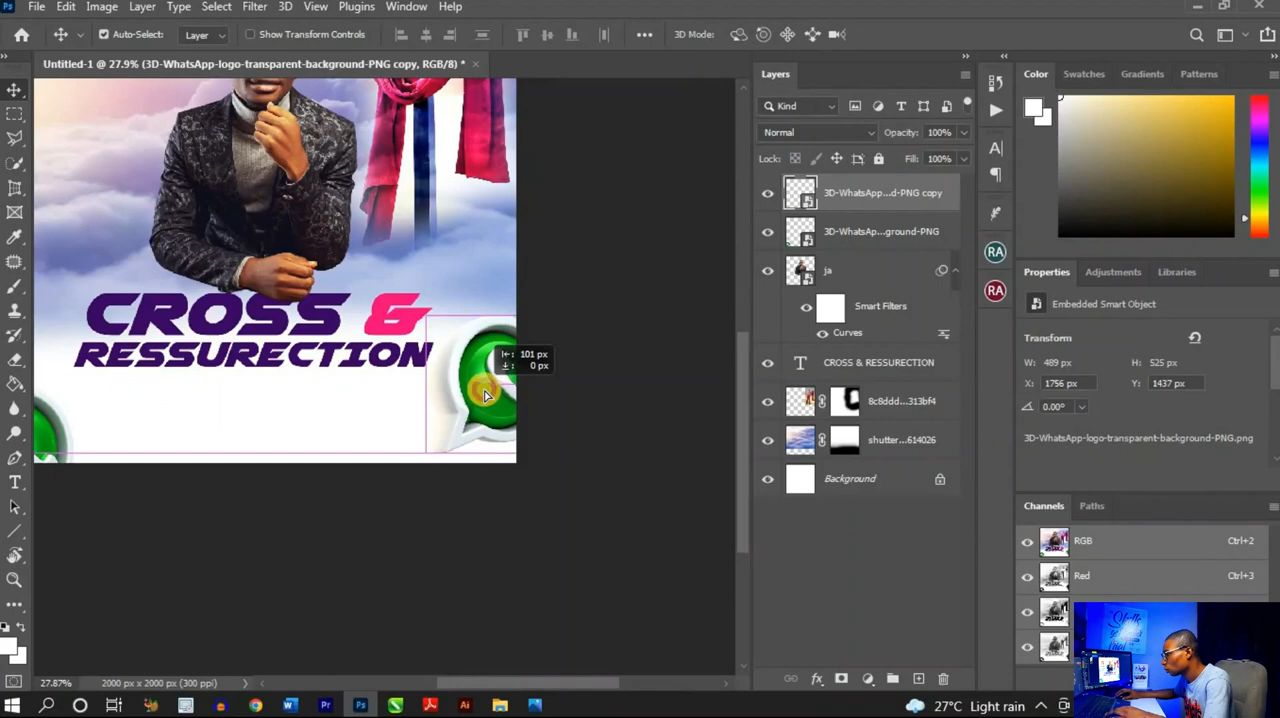 Ps File Edit Image Layer Type Select Filter 3D View Plugins Window Help
Auto-Select: Layer Show Transform Controls 3D Mode:
Untitled-1 @ 27.9% (3D-WhatsApp-logo-transparent-background-PNG copy, RGB/8) *
CROSS &
RESSURECTION
101 px
0 px
27.87% 2000 px x 2000 px (300 ppi)
Layers
Kind
Normal Opacity: 100%
Lock: Fill: 100%
3D-WhatsApp...d-PNG copy
3D-WhatsAp...ground-PNG
ja
Smart Filters
Curves
CROSS & RESSURECTION
8c8ddd...313bf4
shutter...614026
Background
fx
RA
RA
Color Swatches Gradients Patterns
Properties Adjustments Libraries
Embedded Smart Object
Transform
W: 489 px H: 525 px
X: 1756 px Y: 1437 px
0.00°
3D-WhatsApp-logo-transparent-background-PNG.png
Channels Paths
RGB Ctrl+2
Red Ctrl+3
27°C Light rain